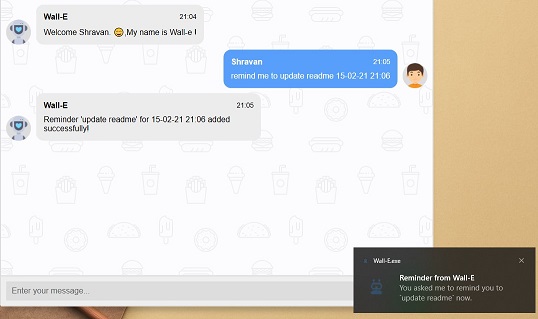 Wall-E 21:04
Welcome Shravan. 😄,My name is Wall-e !
Shravan 21:05
remind me to update readme 15-02-21 21:06
Wall-E 21:05
Reminder 'update readme' for 15-02-21 21:06 added
successfully!
Wall-E.exe
Reminder from Wall-E
You asked me to remind you to
`update readme` now.
Enter your message...